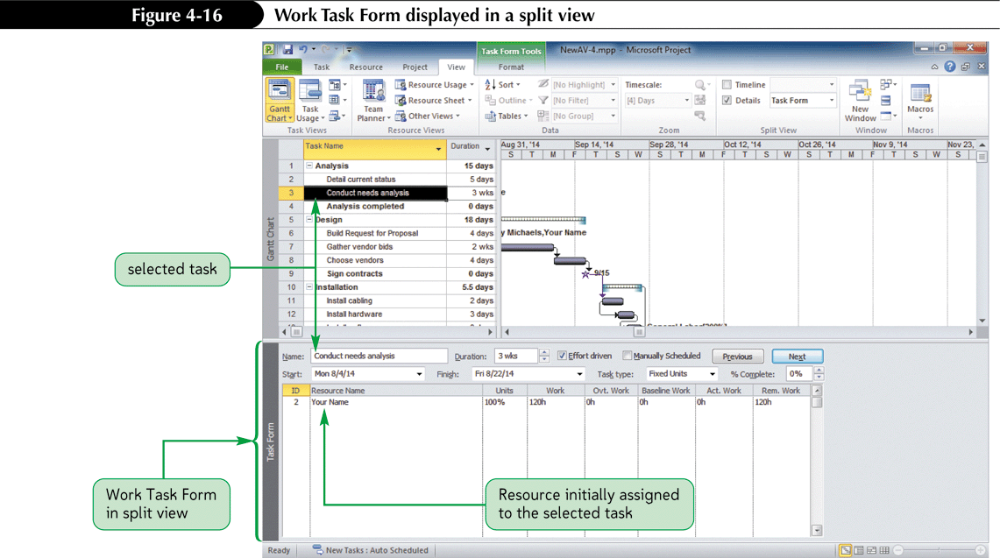 Figure 4-16 Work Task Form displayed in a split view
Task Form Tools NewAV-4.mpp - Microsoft Project
File Task Resource Project View Format
Gantt Chart Task Usage Team Planner Resource Usage Resource Sheet Other Views
Sort Outline Tables [No Highlight] [No Filter] [No Group]
Timescale: [4] Days
Timeline Details Task Form
New Window Macros
Task Views Resource Views Data Zoom Split View Window Macros
Task Name Duration Aug 31, '14 Sep 14, '14 Sep 28, '14 Oct 12, '14 Oct 26, '14 Nov 9, '14 Nov 23,
S T M F T S W S T M F T S W S T M F T S W S
1 Analysis 15 days
2 Detail current status 5 days
3 Conduct needs analysis 3 wks e
4 Analysis completed 0 days
5 Design 18 days
6 Build Request for Proposal 4 days y Michaels,Your Name
7 Gather vendor bids 2 wks
8 Choose vendors 4 days
9 Sign contracts 0 days 9/15
10 Installation 5.5 days
11 Install cabling 2 days
12 Install hardware 3 days
Gantt Chart
selected task
Name: Conduct needs analysis Duration: 3 wks Effort driven Manually Scheduled Previous Next
Start: Mon 8/4/14 Finish: Fri 8/22/14 Task type: Fixed Units % Complete: 0%
ID Resource Name Units Work Ovt. Work Baseline Work Act. Work Rem. Work
2 Your Name 100% 120h 0h 0h 0h 120h
Task Form
Work Task Form
in split view
Resource initially assigned
to the selected task
Ready New Tasks : Auto Scheduled